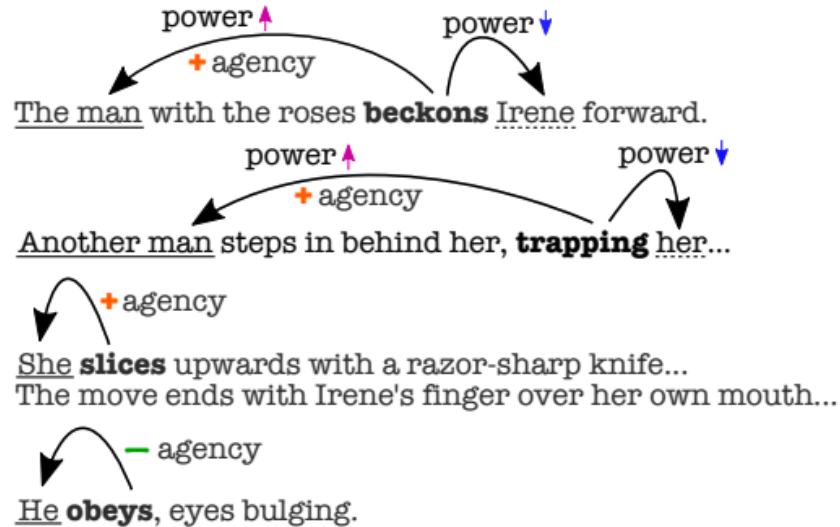 power power
+ agency
The man with the roses beckons Irene forward.
power power
+ agency
Another man steps in behind her, trapping her...
+ agency
She slices upwards with a razor-sharp knife...
The move ends with Irene's finger over her own mouth...
− agency
He obeys, eyes bulging.